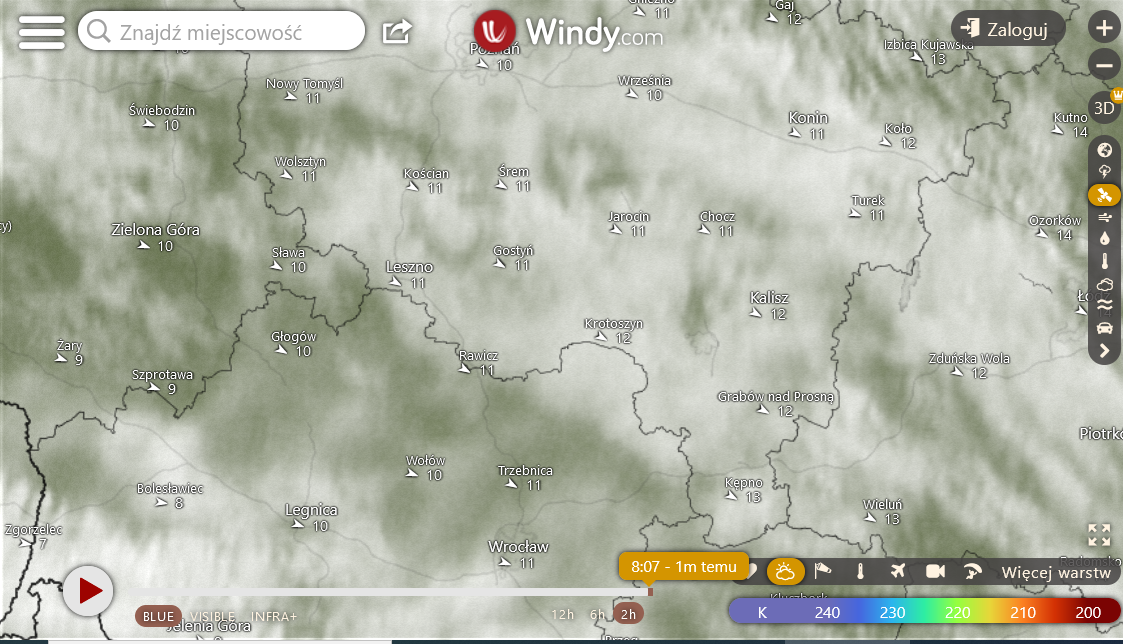 Gniezno
11
Gaj
12
Znajdź miejscowość
Windy.com
Zaloguj
Poznań
10
Izbica Kujawska
13
Nowy Tomyśl
11
Września
10
3D
Świebodzin
10
Konin
11
Koło
12
Kutno
14
Wolsztyn
11
Kościan
11
Śrem
11
Turek
11
Zielona Góra
10
Jarocin
11
Chocz
11
Ozorków
14
Sława
10
Gostyń
11
Leszno
11
Kalisz
12
Głogów
10
Krotoszyn
12
Żary
9
Rawicz
11
Zduńska Wola
12
Szprotawa
9
Grabów nad Prosną
12
Piotrk
Wołów
10
Trzebnica
11
Kępno
13
Bolesławiec
8
Legnica
10
Wieluń
13
Zgorzelec
7
Wrocław
11
8:07 - 1m temu
Więcej warstw
BLUE VISIBLE INFRA+
12h 6h 2h
K 240 230 220 210 200
Kluczbork
Jelenia Góra